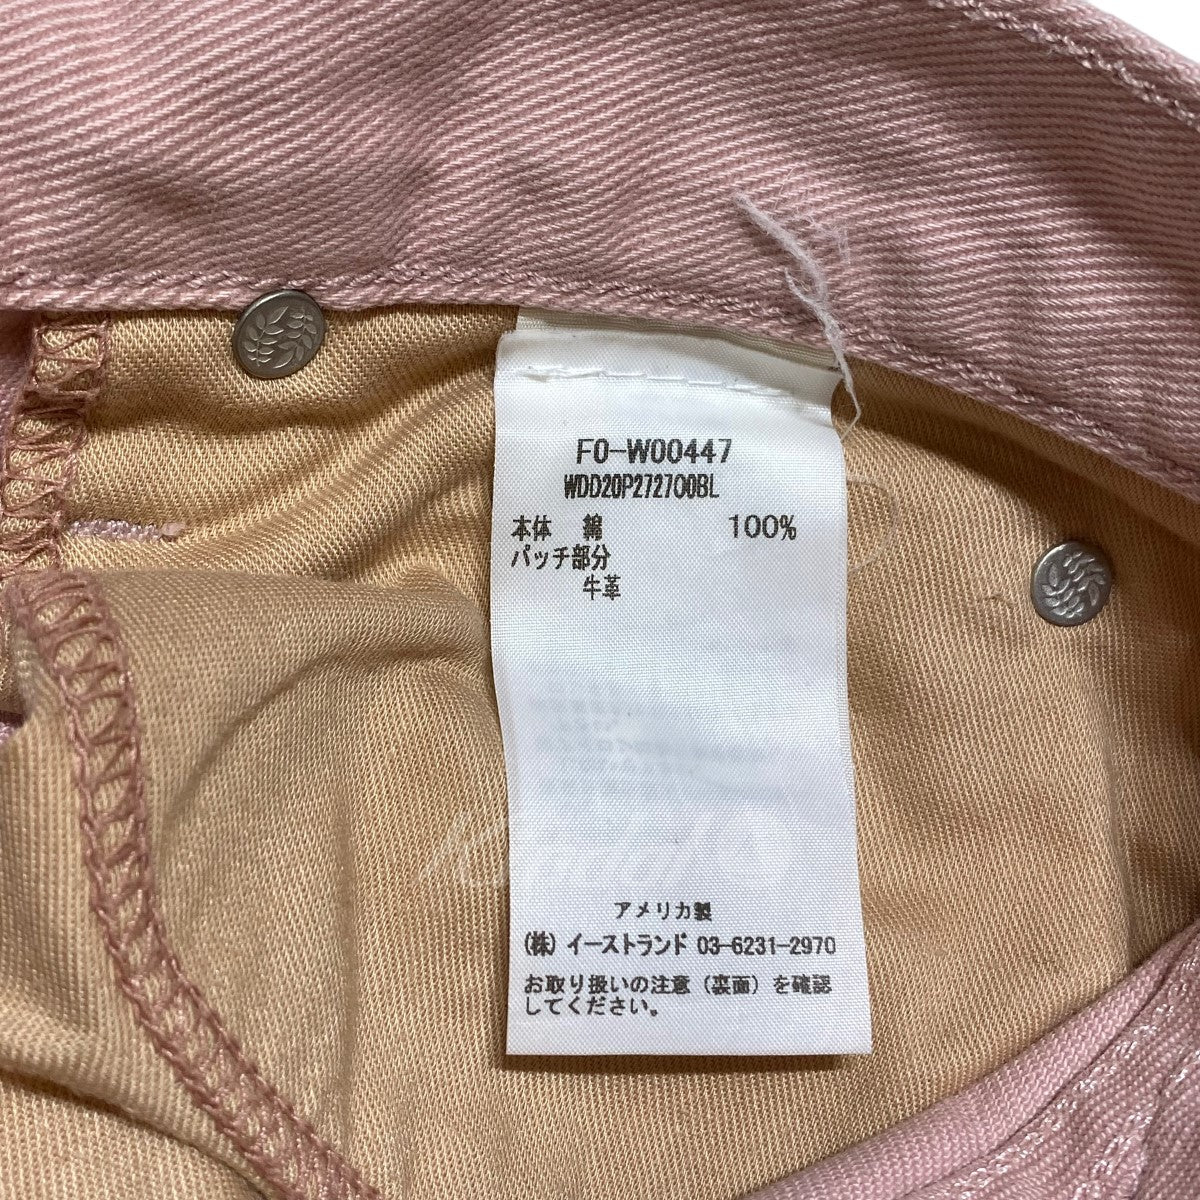 F0-W00447
WDD20P272700BL
本体 綿 100%
パッチ部分
牛革
Kindal
アメリカ製
(株) イーストランド 03-6231-2970
お取り扱いの注意(裏面)を確認
してください。